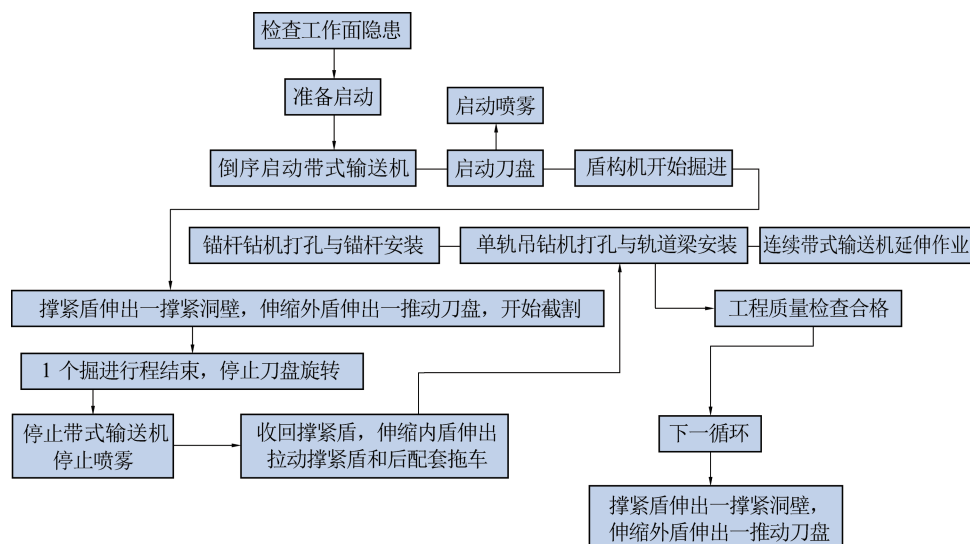 检查工作面隐患
准备启动
启动喷雾
倒序启动带式输送机
启动刀盘
盾构机开始掘进
锚杆钻机打孔与锚杆安装
单轨吊钻机打孔与轨道梁安装
连续带式输送机延伸作业
撑紧盾伸出一撑紧洞壁，伸缩外盾伸出一推动刀盘，开始截割
工程质量检查合格
1 个掘进行程结束，停止刀盘旋转
停止带式输送机
停止喷雾
收回撑紧盾，伸缩内盾伸出
拉动撑紧盾和后配套拖车
下一循环
撑紧盾伸出一撑紧洞壁，
伸缩外盾伸出一推动刀盘